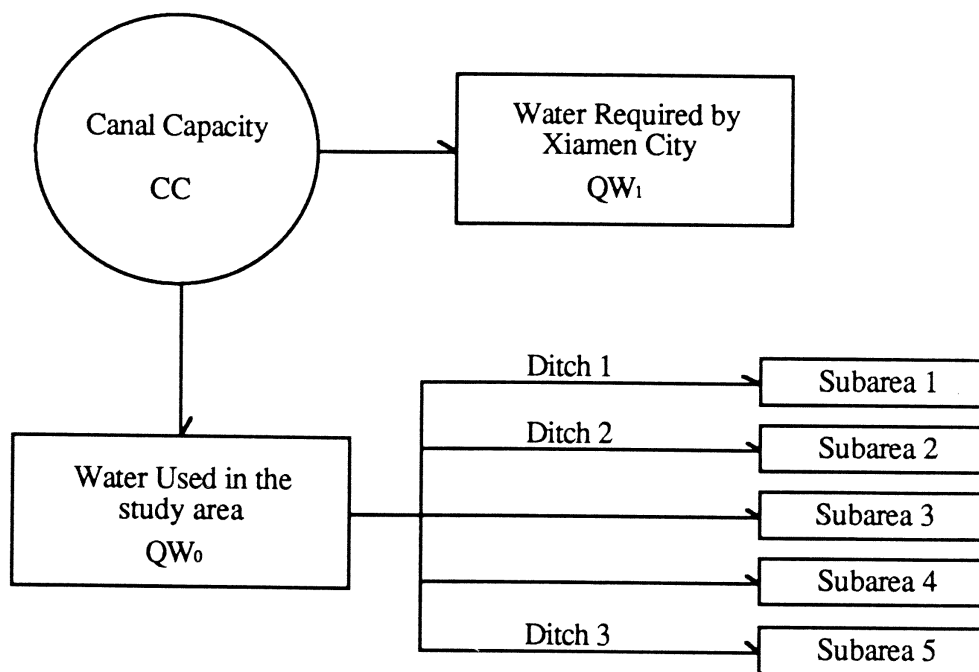 Canal Capacity
CC
Water Required by
Xiamen City
QW₁
Water Used in the
study area
QW₀
Ditch 1
Subarea 1
Ditch 2
Subarea 2
Subarea 3
Subarea 4
Ditch 3
Subarea 5